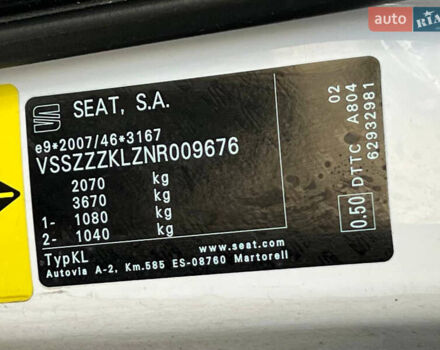 auto RIA
SEAT, S.A.
e9*2007/46*3167
VSSZZZKLZNR009676
2070 kg
3670 kg
1- 1080 kg
2- 1040 kg
TypKL
www.seat.com
Autovia A-2, Km.585 ES-08760 Martorell
0.50 DTTC A804 02
62932981